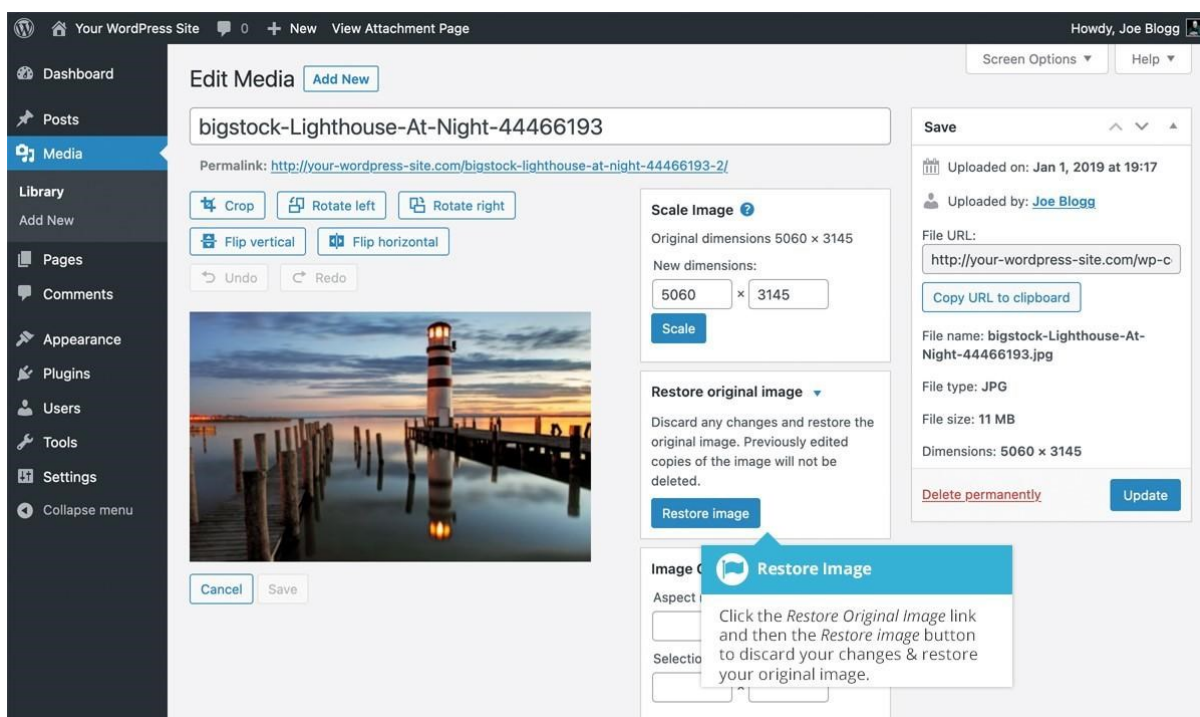 Your WordPress Site 0 New View Attachment Page Howdy, Joe Blogg
Dashboard
Posts
Media
Library
Add New
Pages
Comments
Appearance
Plugins
Users
Tools
Settings
Collapse menu
Screen Options Help
Edit Media Add New
bigstock-Lighthouse-At-Night-44466193
Permalink: http://your-wordpress-site.com/bigstock-lighthouse-at-night-44466193-2/
Crop Rotate left Rotate right
Flip vertical Flip horizontal
Undo Redo
Cancel Save
Scale Image
Original dimensions 5060 × 3145
New dimensions:
5060 × 3145
Scale
Restore original image
Discard any changes and restore the
original image. Previously edited
copies of the image will not be
deleted.
Restore image
Image
Aspect
Selectio
×
Restore Image
Click the Restore Original Image link
and then the Restore image button
to discard your changes & restore
your original image.
Save
Uploaded on: Jan 1, 2019 at 19:17
Uploaded by: Joe Blogg
File URL:
http://your-wordpress-site.com/wp-c
Copy URL to clipboard
File name: bigstock-Lighthouse-At-
Night-44466193.jpg
File type: JPG
File size: 11 MB
Dimensions: 5060 × 3145
Delete permanently Update